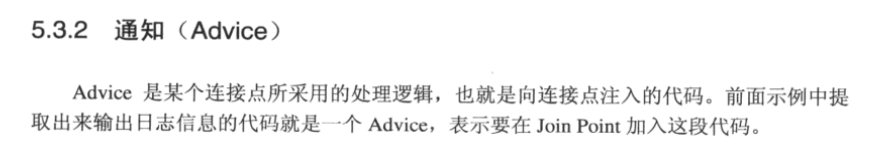 5.3.2 通知（Advice）
Advice 是某个连接点所采用的处理逻辑，也就是向连接点注入的代码。前面示例中提
取出来输出日志信息的代码就是一个 Advice，表示要在 Join Point 加入这段代码。